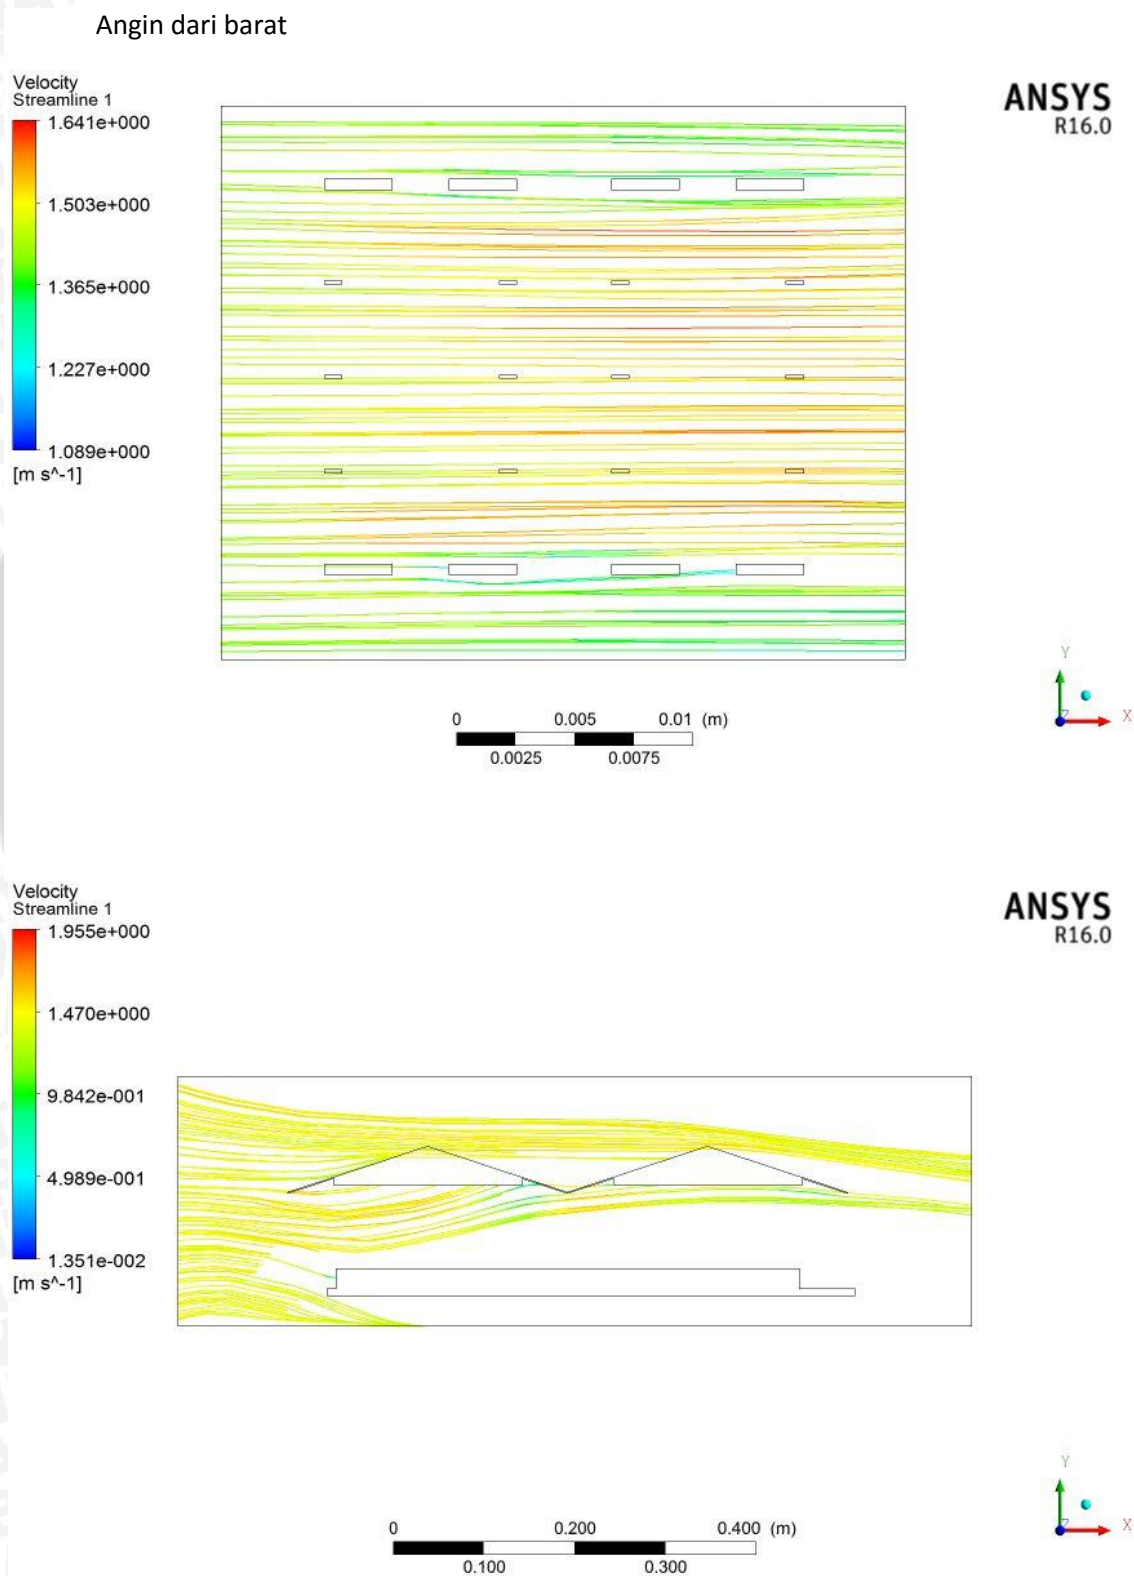 Angin dari barat
Velocity
Streamline 1
1.641e+000
1.503e+000
1.365e+000
1.227e+000
1.089e+000
[m s^-1]
ANSYS
R16.0
Y
Z
X
0 0.005 0.01 (m)
0.0025 0.0075
Velocity
Streamline 1
1.955e+000
1.470e+000
9.842e-001
4.989e-001
1.351e-002
[m s^-1]
ANSYS
R16.0
Y
Z
X
0 0.200 0.400 (m)
0.100 0.300